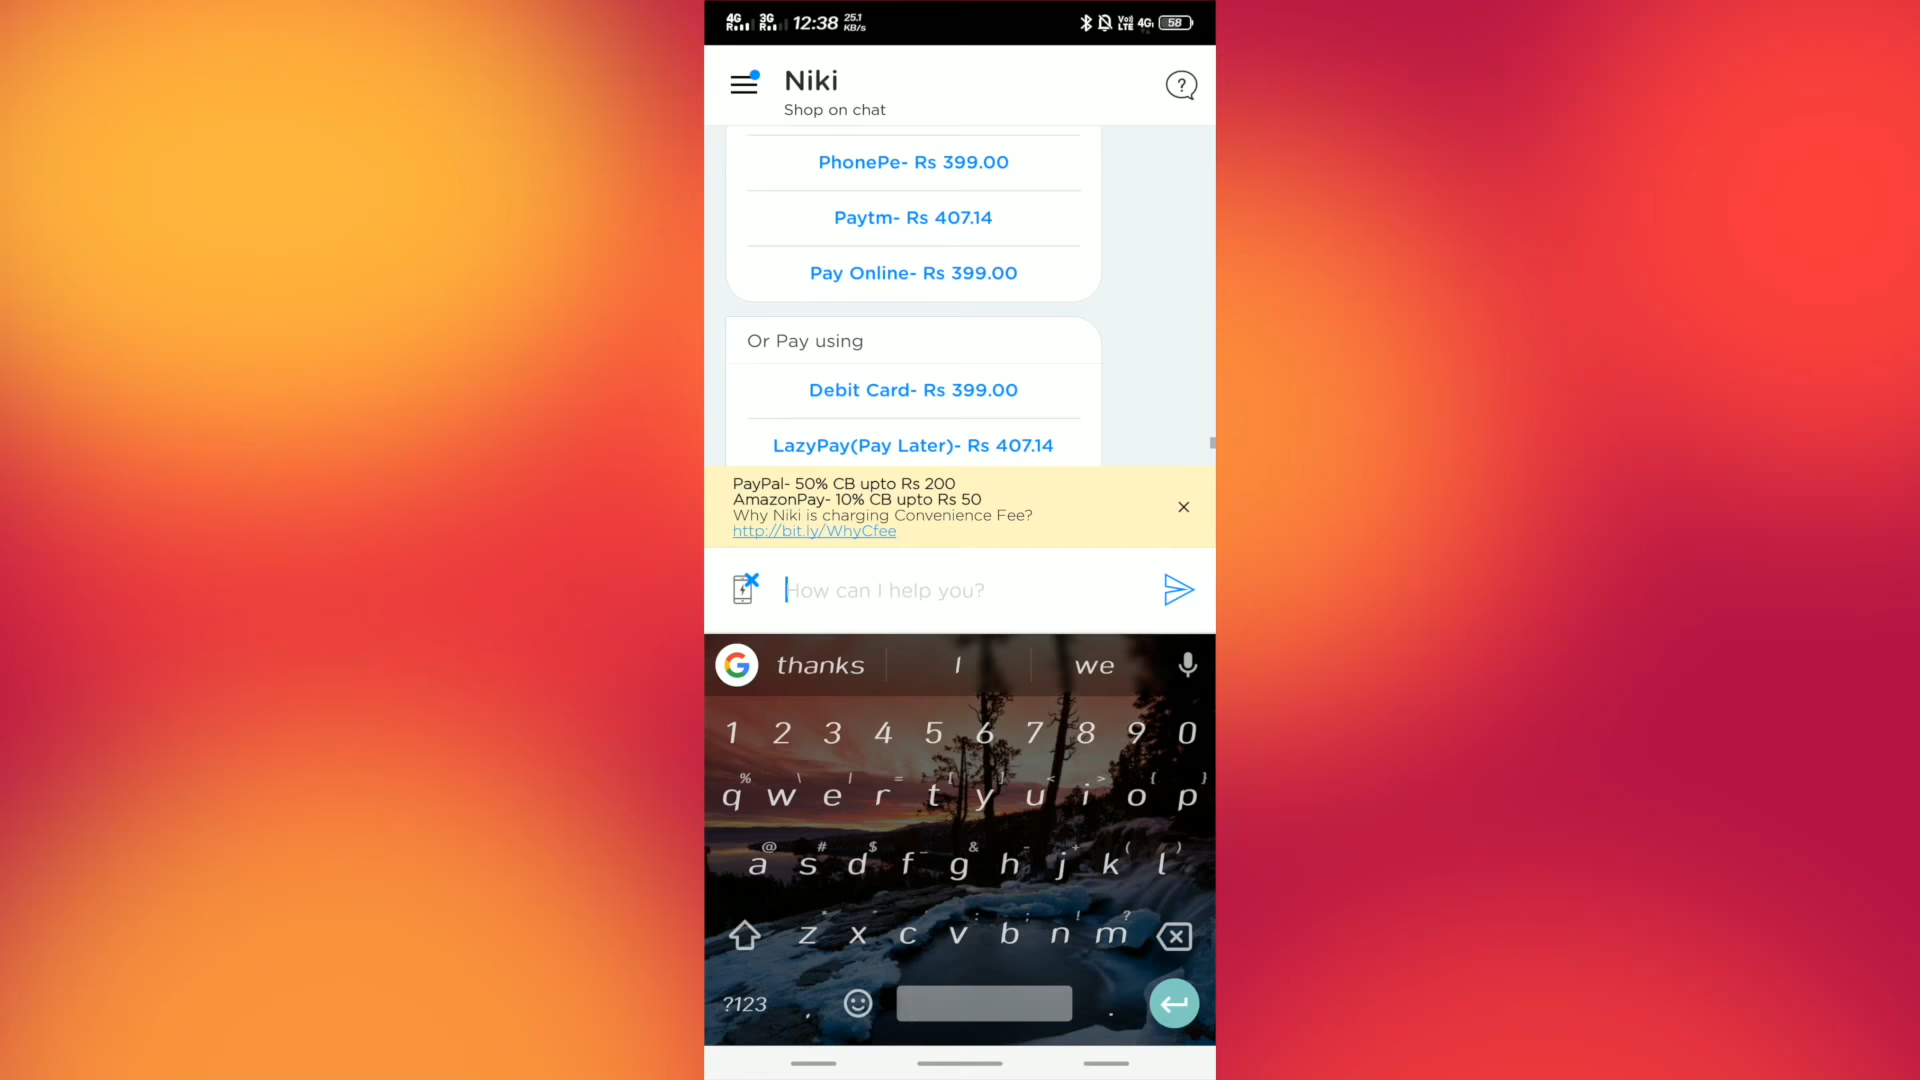 4G R 3G R 12:38 25.1 KB/s Vo) LTE 4G 58
Niki
Shop on chat
?
PhonePe- Rs 399.00
Paytm- Rs 407.14
Pay Online- Rs 399.00
Or Pay using
Debit Card- Rs 399.00
LazyPay(Pay Later)- Rs 407.14
PayPal- 50% CB upto Rs 200
AmazonPay- 10% CB upto Rs 50
Why Niki is charging Convenience Fee?
http://bit.ly/WhyCfee
How can I help you?
G thanks I we
1 2 3 4 5 6 7 8 9 0
% \ | = [ ] < > { }
q w e r t y u i o p
@ # $ _ & - + ( )
a s d f g h j k l
* " ' : ; ! ?
z x c v b n m
?123 , .